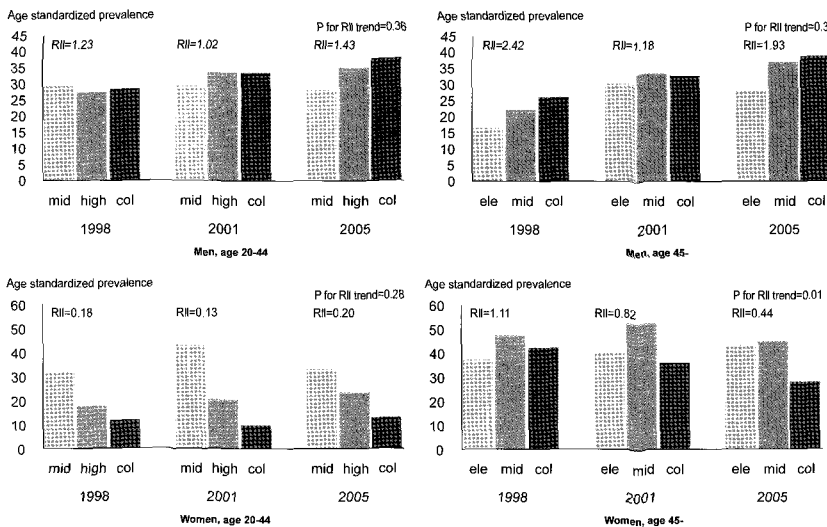 Age standardized prevalence
P for RII trend=0.36
RII=1.23 RII=1.02 RII=1.43
45
40
35
30
25
20
15
10
5
0
mid high col mid high col mid high col
1998 2001 2005
Men, age 20-44
Age standardized prevalence
P for RII trend=0.3
RII=2.42 RII=1.18 RII=1.93
45
40
35
30
25
20
15
10
5
0
ele mid col ele mid col ele mid col
1998 2001 2005
Men, age 45-
Age standardized prevalence
P for RII trend=0.28
RII=0.18 RII=0.13 RII=0.20
60
50
40
30
20
10
0
mid high col mid high col mid high col
1998 2001 2005
Women, age 20-44
Age standardized prevalence
P for RII trend=0.01
RII=1.11 RII=0.82 RII=0.44
60
50
40
30
20
10
0
ele mid col ele mid col ele mid col
1998 2001 2005
Women, age 45-